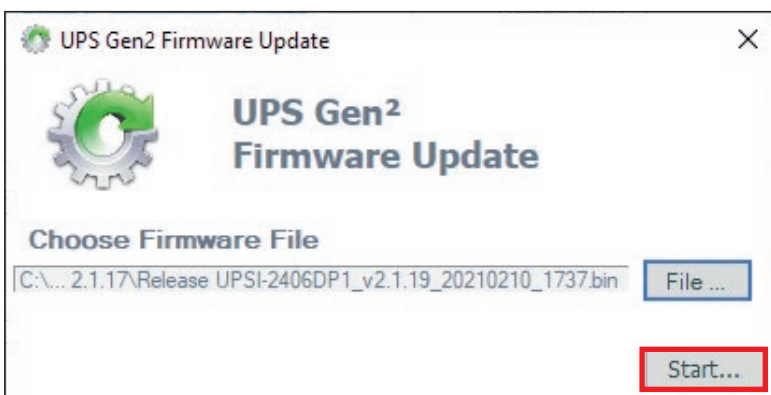 UPS Gen2 Firmware Update
UPS Gen²
Firmware Update
Choose Firmware File
C:\... 2.1.17\Release UPSI-2406DP1_v2.1.19_20210210_1737.bin
File ...
Start...